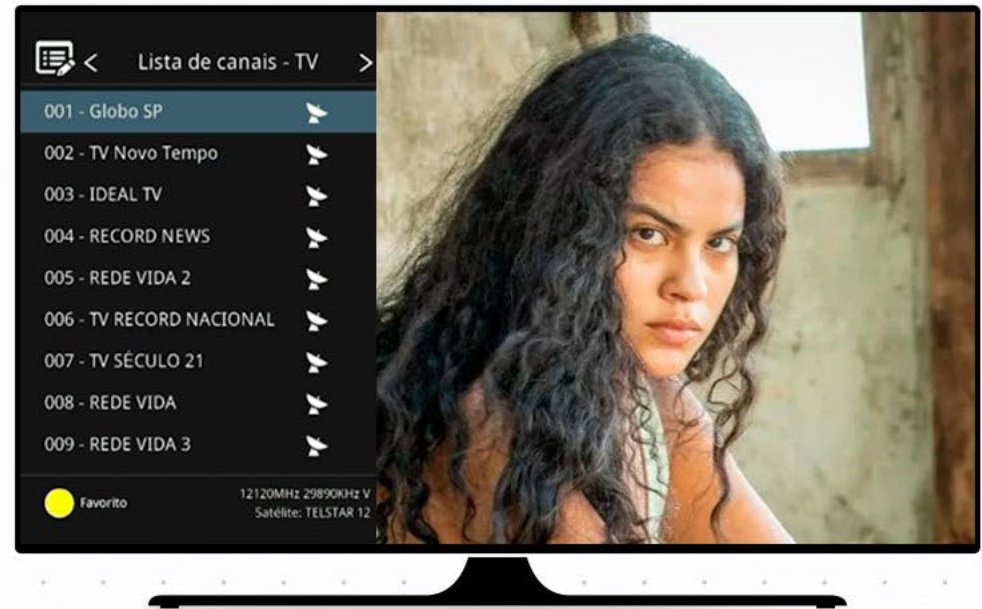 Lista de canais - TV
001 - Globo SP
002 - TV Novo Tempo
003 - IDEAL TV
004 - RECORD NEWS
005 - REDE VIDA 2
006 - TV RECORD NACIONAL
007 - TV SÉCULO 21
008 - REDE VIDA
009 - REDE VIDA 3
Favorito
12120MHz 29890KHz V
Satélite: TELSTAR 12